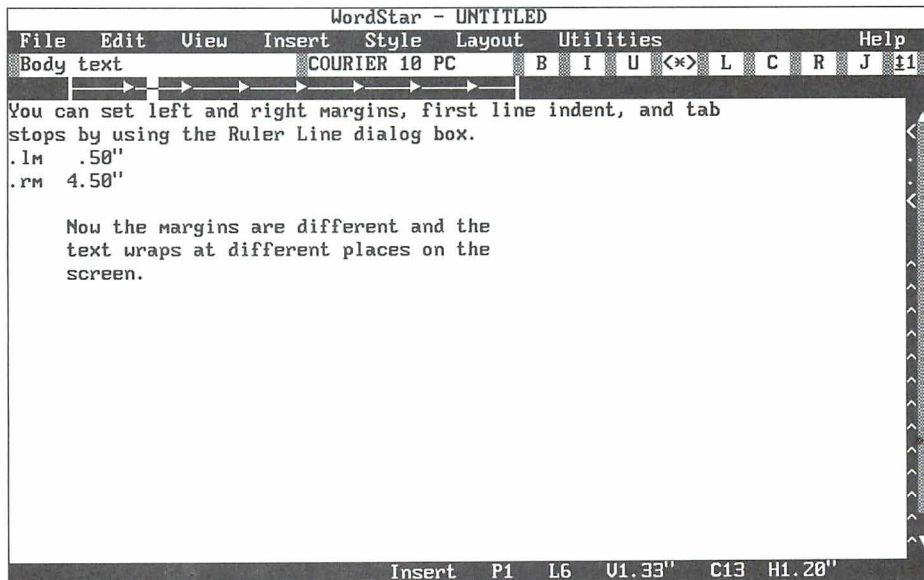 WordStar - UNTITLED
File Edit View Insert Style Layout Utilities Help
Body text COURIER 10 PC B I U <*> L C R J ‡1
You can set left and right margins, first line indent, and tab
stops by using the Ruler Line dialog box.
.lm .50"
.rm 4.50"
Now the margins are different and the
text wraps at different places on the
screen.
Insert P1 L6 V1.33" C13 H1.20"